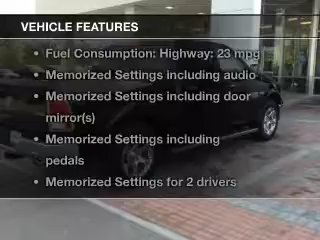 VEHICLE FEATURES
• Fuel Consumption: Highway: 23 mpg
• Memorized Settings including audio
• Memorized Settings including door
mirror(s)
• Memorized Settings including
pedals
• Memorized Settings for 2 drivers